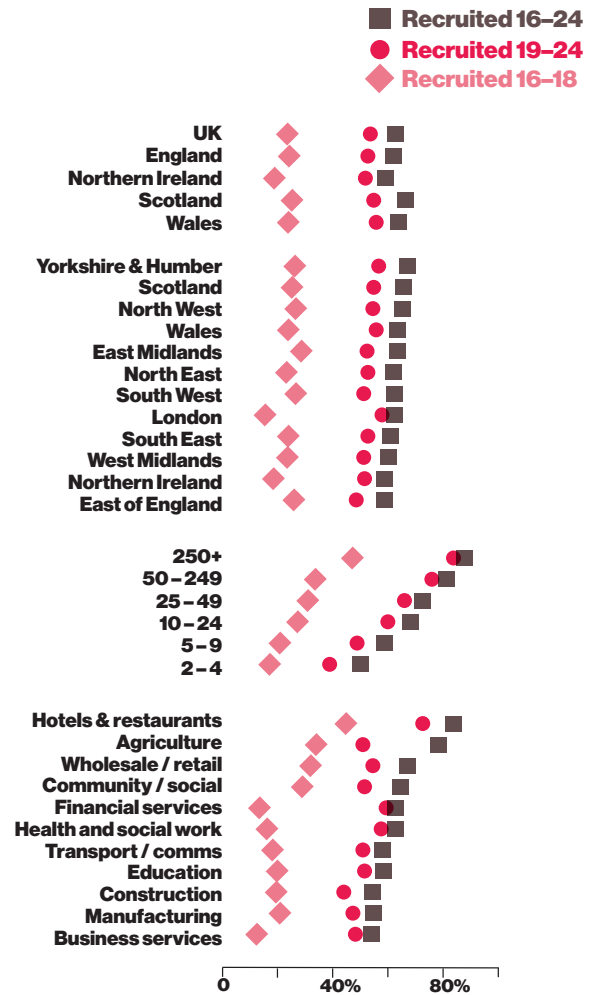 Recruited 16–24
Recruited 19–24
Recruited 16–18
UK
England
Northern Ireland
Scotland
Wales
Yorkshire & Humber
Scotland
North West
Wales
East Midlands
North East
South West
London
South East
West Midlands
Northern Ireland
East of England
250+
50 – 249
25 – 49
10 – 24
5 – 9
2 – 4
Hotels & restaurants
Agriculture
Wholesale / retail
Community / social
Financial services
Health and social work
Transport / comms
Education
Construction
Manufacturing
Business services
0 40% 80%